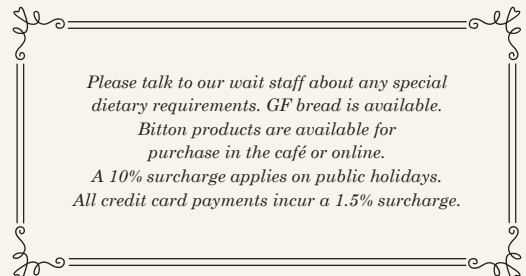 Please talk to our wait staff about any special
dietary requirements. GF bread is available.
Bitton products are available for
purchase in the café or online.
A 10% surcharge applies on public holidays.
All credit card payments incur a 1.5% surcharge.